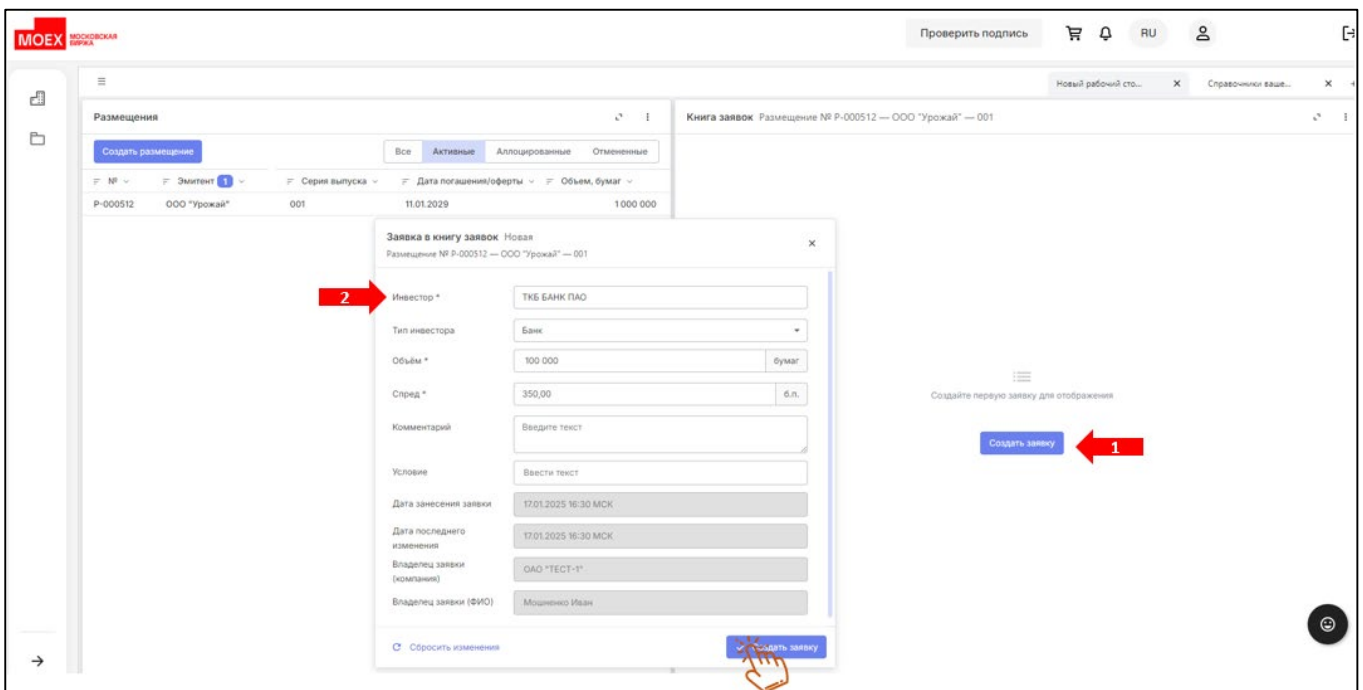 MOEX МОСКОВСКАЯ БИРЖА
Проверить подпись
RU
Новый рабочий сто...
Справочники ваше...
Размещения
Создать размещение
Все Активные Аллоцированные Отмененные
№ Эмитент 1 Серия выпуска Дата погашения/оферты Объем, бумаг
Р-000512 ООО "Урожай" 001 11.01.2029 1 000 000
Книга заявок Размещение № Р-000512 — ООО "Урожай" — 001
Заявка в книгу заявок Новая
Размещение № Р-000512 — ООО "Урожай" — 001
2
Инвестор * ТКБ БАНК ПАО
Тип инвестора Банк
Объём * 100 000 бумаг
Спред * 350,00 б.п.
Комментарий Введите текст
Условие Ввести текст
Дата занесения заявки 17.01.2025 16:30 МСК
Дата последнего
изменения
17.01.2025 16:30 МСК
Владелец заявки
(компания)
ОАО "ТЕСТ-1"
Владелец заявки (ФИО) Мошненко Иван
Сбросить изменения
заявку
Создайте первую заявку для отображения
Создать заявку
1